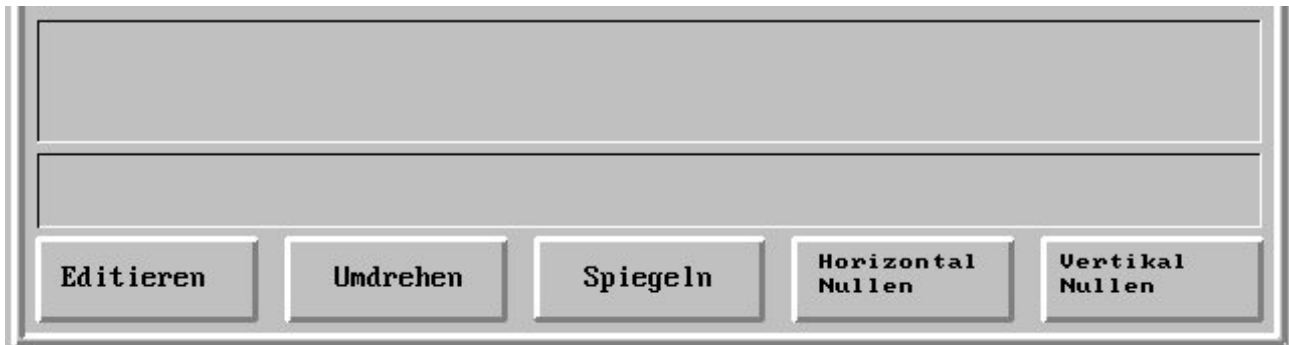 Editieren
Umdrehen
Spiegeln
Horizontal
Nullen
Vertikal
Nullen